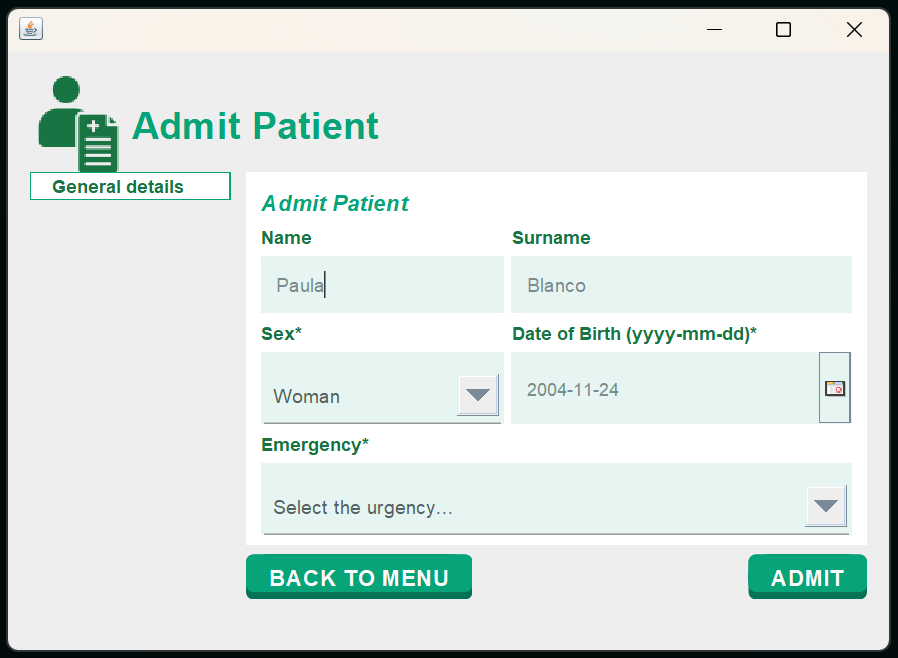 Admit Patient
General details
Admit Patient
Name Surname
Paula Blanco
Sex* Date of Birth (yyyy-mm-dd)*
Woman 2004-11-24
Emergency*
Select the urgency...
BACK TO MENU ADMIT